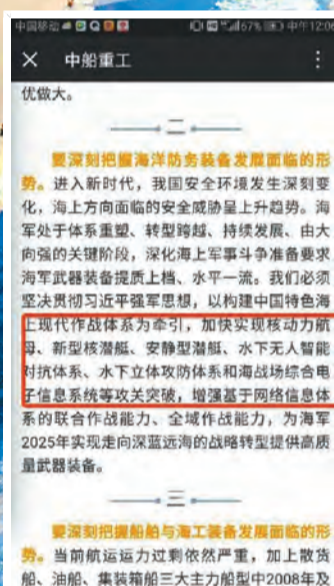 中国移动
67% 中午12:06
× 中船重工
优做大。
二
要深刻把握海洋防务装备发展面临的形
势。进入新时代，我国安全环境发生深刻变
化，海上方向面临的安全威胁呈上升趋势。海
军处于体系重塑、转型跨越、持续发展、由大
向强的关键阶段，深化海上军事斗争准备要求
海军武器装备提质上档、水平一流。我们必须
坚决贯彻习近平强军思想，以构建中国特色海
上现代作战体系为牵引，加快实现核动力航
母、新型核潜艇、安静型潜艇、水下无人智能
对抗体系、水下立体攻防体系和海战场综合电
子信息系统等攻关突破，增强基于网络信息体
系的联合作战能力、全域作战能力，为海军
2025年实现走向深蓝远海的战略转型提供高质
量武器装备。
三
要深刻把握船舶与海工装备发展面临的形
势。当前航运运力过剩依然严重，加上散货
船、油船、集装箱船三大主力船型中2008年及